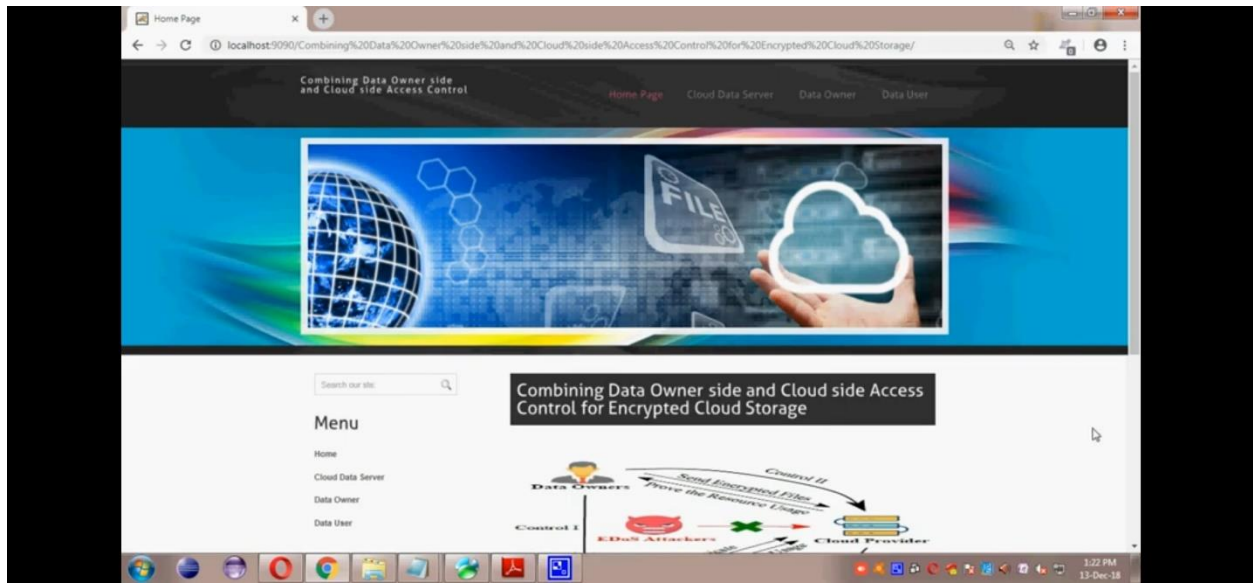 Home Page
localhost:9090/Combining%20Data%20Owner%20side%20and%20Cloud%20side%20Access%20Control%20for%20Encrypted%20Cloud%20Storage/
Combining Data Owner side
and Cloud side Access Control
Home Page Cloud Data Server Data Owner Data User
FILE
Search our site:
Combining Data Owner side and Cloud side Access
Control for Encrypted Cloud Storage
Menu
Home
Cloud Data Server
Data Owner
Data User
Control II
Send Encrypted Files
Data Owners
Prove the Resource Usage
Control I
EDoS Attackers
Cloud Provider
1:22 PM
13-Dec-18